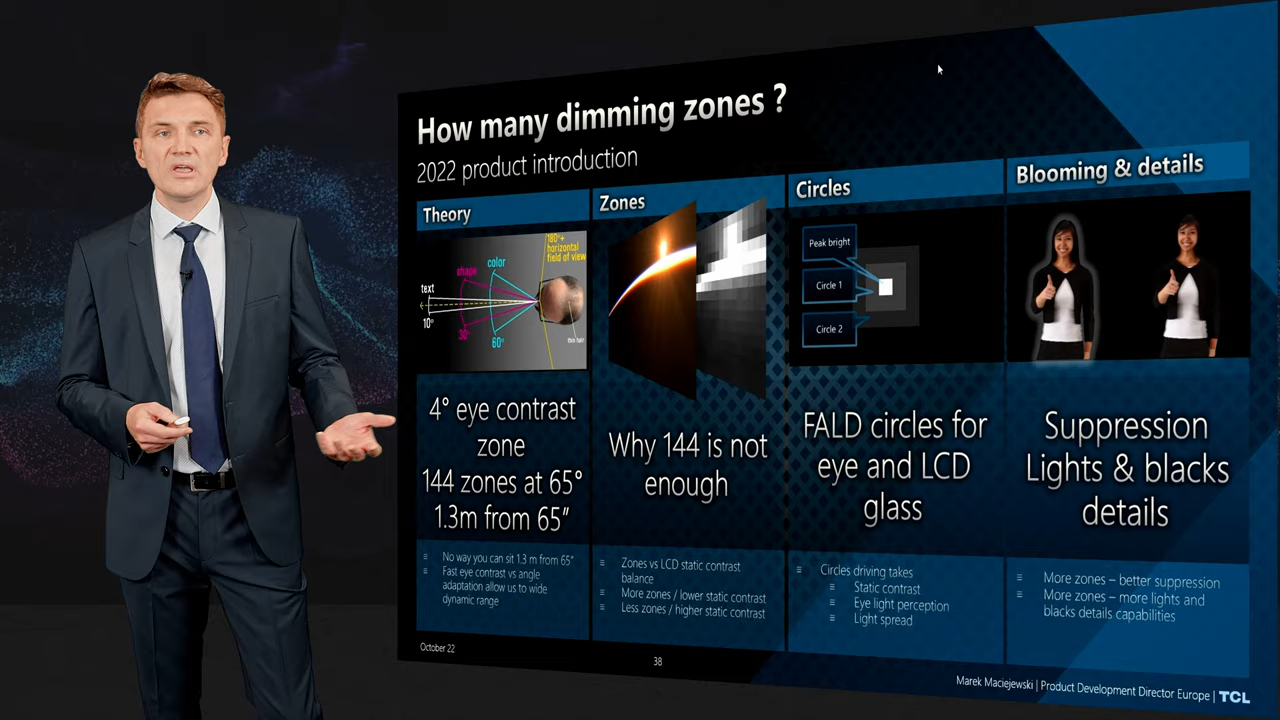 How many dimming zones ?
2022 product introduction
Theory
180°+
horizontal
field of view
color
shape
text
10°
30°
60°
thin hair
4° eye contrast
zone
144 zones at 65°
1.3m from 65"
No way you can sit 1.3 m from 65"
Fast eye contrast vs angle
adaptation allow us to wide
dynamic range
Zones
Why 144 is not
enough
Zones vs LCD static contrast
balance
More zones / lower static contrast
Less zones / higher static contrast
Circles
Peak bright
Circle 1
Circle 2
FALD circles for
eye and LCD
glass
Circles driving takes
Static contrast
Eye light perception
Light spread
Blooming & details
Suppression
Lights & blacks
details
More zones – better suppression
More zones – more lights and
blacks details capabilities
October 22
38
Marek Maciejewski | Product Development Director Europe | TCL